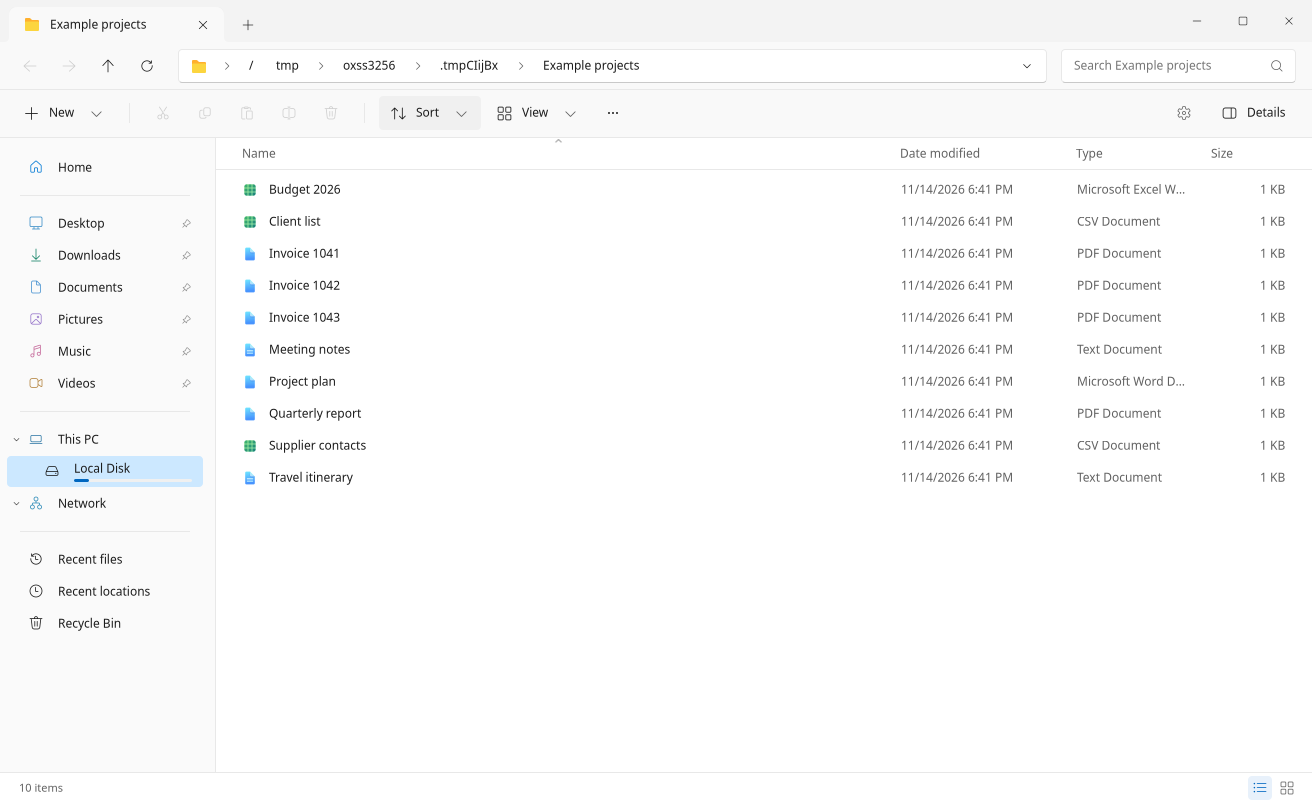 Example projects
/ tmp oxss3256 .tmpCIijBx Example projects
Search Example projects
New
Sort
View
Details
Name Date modified Type Size
Home
Desktop
Downloads
Documents
Pictures
Music
Videos
This PC
Local Disk
Network
Recent files
Recent locations
Recycle Bin
Budget 2026 11/14/2026 6:41 PM Microsoft Excel W... 1 KB
Client list 11/14/2026 6:41 PM CSV Document 1 KB
Invoice 1041 11/14/2026 6:41 PM PDF Document 1 KB
Invoice 1042 11/14/2026 6:41 PM PDF Document 1 KB
Invoice 1043 11/14/2026 6:41 PM PDF Document 1 KB
Meeting notes 11/14/2026 6:41 PM Text Document 1 KB
Project plan 11/14/2026 6:41 PM Microsoft Word D... 1 KB
Quarterly report 11/14/2026 6:41 PM PDF Document 1 KB
Supplier contacts 11/14/2026 6:41 PM CSV Document 1 KB
Travel itinerary 11/14/2026 6:41 PM Text Document 1 KB
10 items